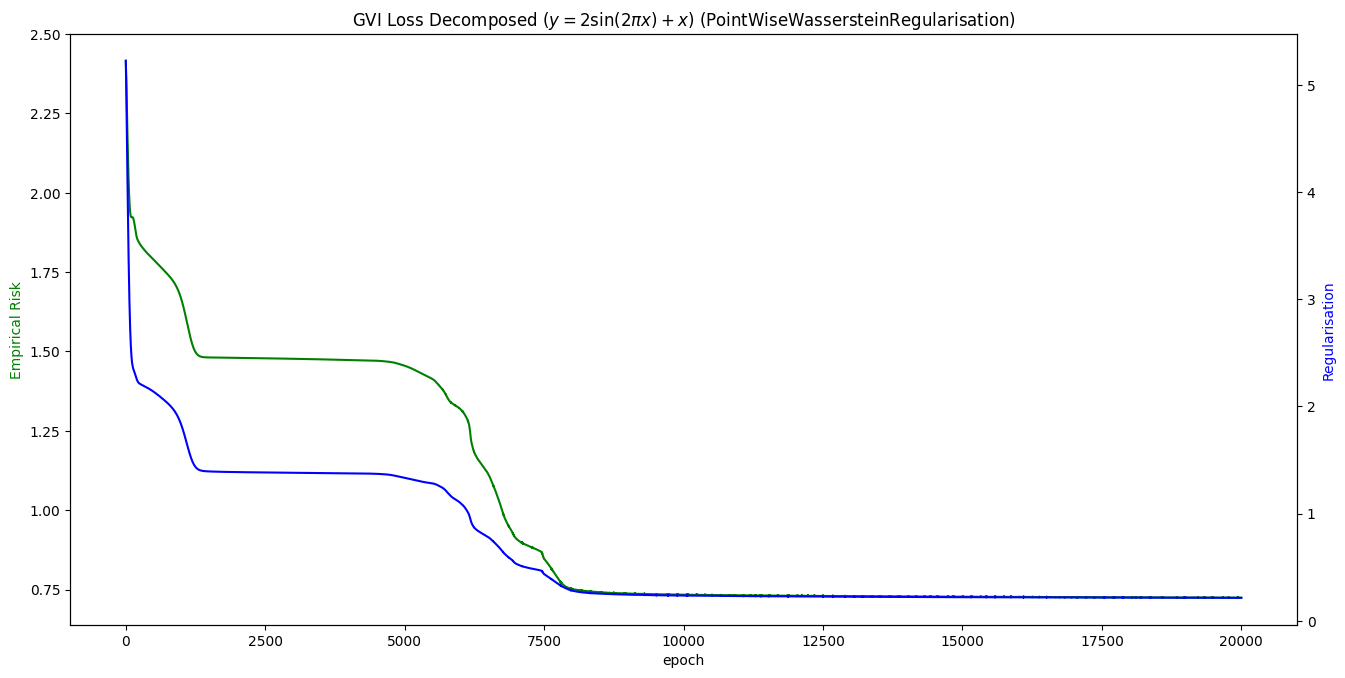 GVI Loss Decomposed (y = 2sin(2πx) + x) (PointWiseWassersteinRegularisation)
2.50
2.25
2.00
1.75
1.50
1.25
1.00
0.75
Empirical Risk
5
4
3
2
1
0
Regularisation
0 2500 5000 7500 10000 12500 15000 17500 20000
epoch